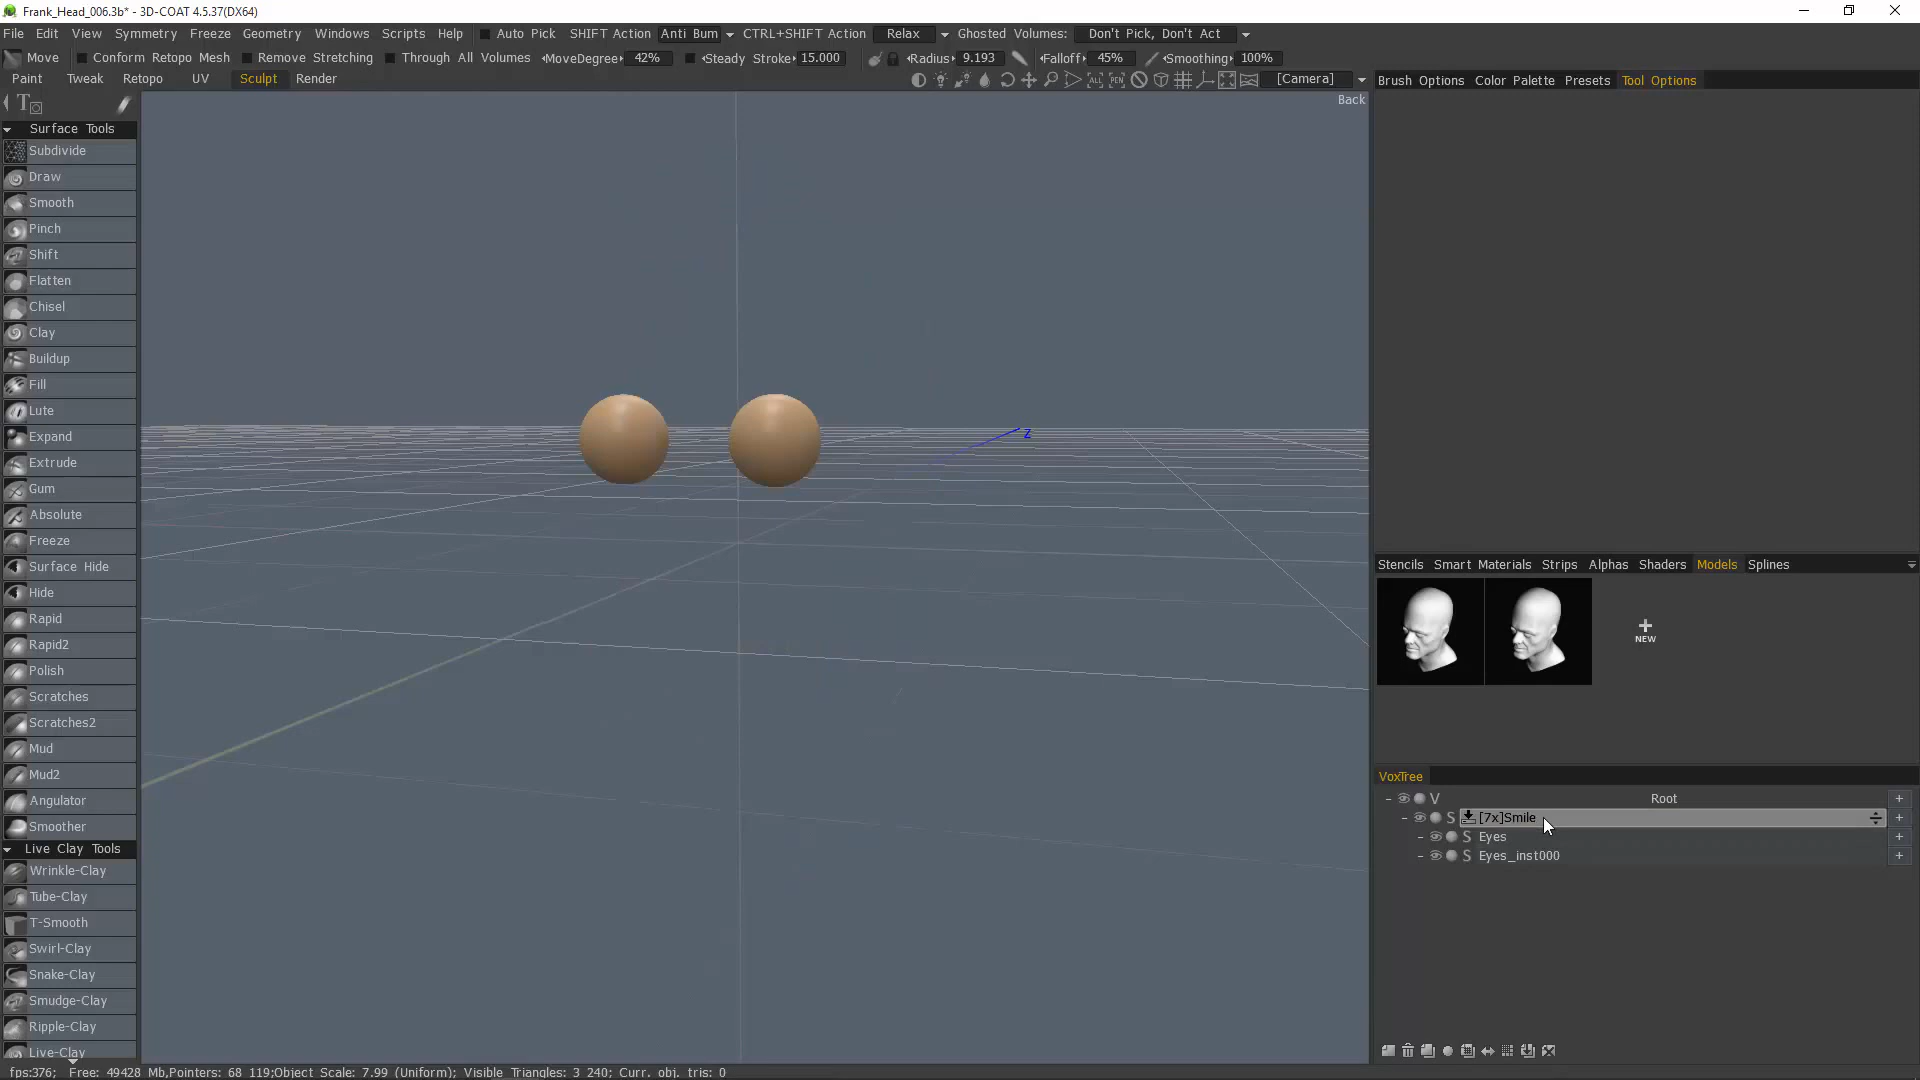 Frank_Head_006.3b* - 3D-COAT 4.5.37(DX64)
File Edit View Symmetry Freeze Geometry Windows Scripts Help Auto Pick SHIFT Action Anti Bum CTRL+SHIFT Action Relax Ghosted Volumes: Don't Pick, Don't Act
Move Conform Retopo Mesh Remove Stretching Through All Volumes MoveDegree 42% Steady Stroke 15.000 Radius 9.193 Falloff 45% Smoothing 100%
Paint Tweak Retopo UV Sculpt Render [Camera]
Brush Options Color Palette Presets Tool Options
Back
Surface Tools
Subdivide
Draw
Smooth
Pinch
Shift
Flatten
Chisel
Clay
Buildup
Fill
Lute
Expand
Extrude
Gum
Absolute
Freeze
Surface Hide
Hide
Rapid
Rapid2
Polish
Scratches
Scratches2
Mud
Mud2
Angulator
Smoother
Live Clay Tools
Wrinkle-Clay
Tube-Clay
T-Smooth
Swirl-Clay
Snake-Clay
Smudge-Clay
Ripple-Clay
Live-Clay
z
Stencils Smart Materials Strips Alphas Shaders Models Splines
NEW
VoxTree
V Root
S [7x]Smile
S Eyes
S Eyes_inst000
fps:376; Free: 49428 Mb,Pointers: 68 119;Object Scale: 7.99 (Uniform); Visible Triangles: 3 240; Curr. obj. tris: 0